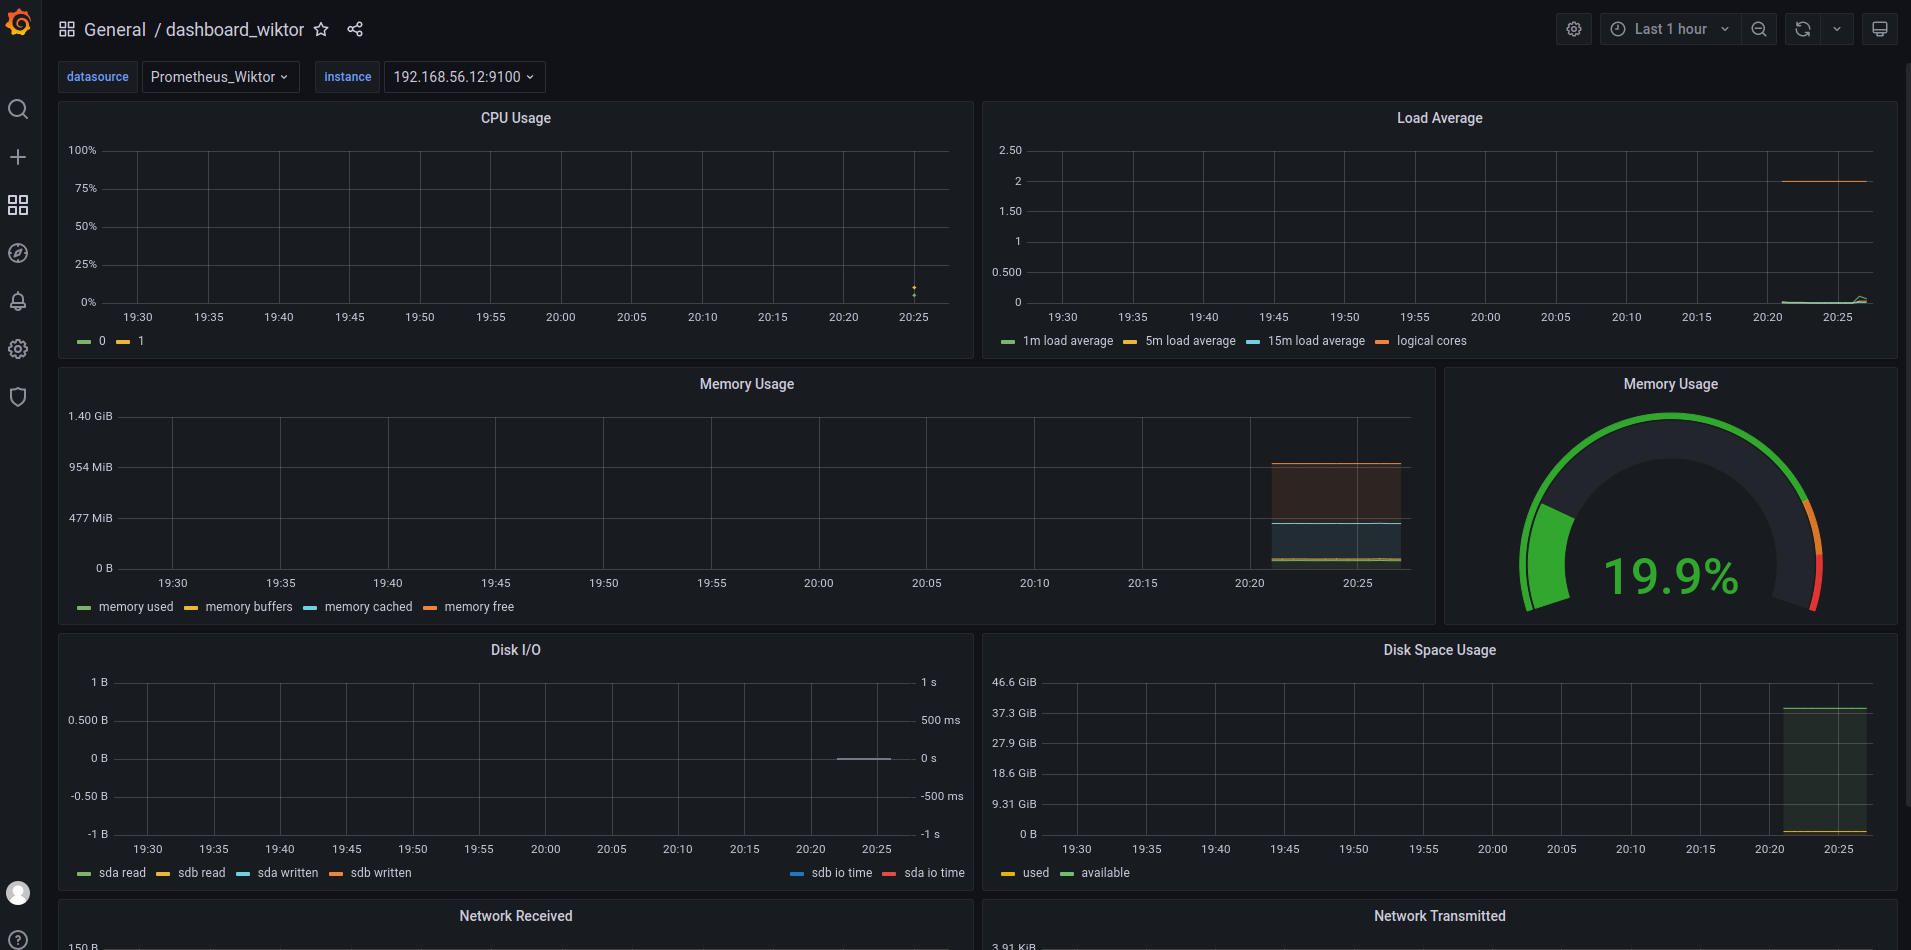 General / dashboard_wiktor
Last 1 hour
datasource Prometheus_Wiktor instance 192.168.56.12:9100
CPU Usage
100%
75%
50%
25%
0%
19:30 19:35 19:40 19:45 19:50 19:55 20:00 20:05 20:10 20:15 20:20 20:25
0 1
Load Average
2.50
2
1.50
1
0.500
0
19:30 19:35 19:40 19:45 19:50 19:55 20:00 20:05 20:10 20:15 20:20 20:25
1m load average 5m load average 15m load average logical cores
Memory Usage
1.40 GiB
954 MiB
477 MiB
0 B
19:30 19:35 19:40 19:45 19:50 19:55 20:00 20:05 20:10 20:15 20:20 20:25
memory used memory buffers memory cached memory free
Memory Usage
19.9%
Disk I/O
1 B 1 s
0.500 B 500 ms
0 B 0 s
-0.50 B -500 ms
-1 B -1 s
19:30 19:35 19:40 19:45 19:50 19:55 20:00 20:05 20:10 20:15 20:20 20:25
sda read sdb read sda written sdb written sdb io time sda io time
Disk Space Usage
46.6 GiB
37.3 GiB
27.9 GiB
18.6 GiB
9.31 GiB
0 B
19:30 19:35 19:40 19:45 19:50 19:55 20:00 20:05 20:10 20:15 20:20 20:25
used available
Network Received
150 B
Network Transmitted
3.91 KiB